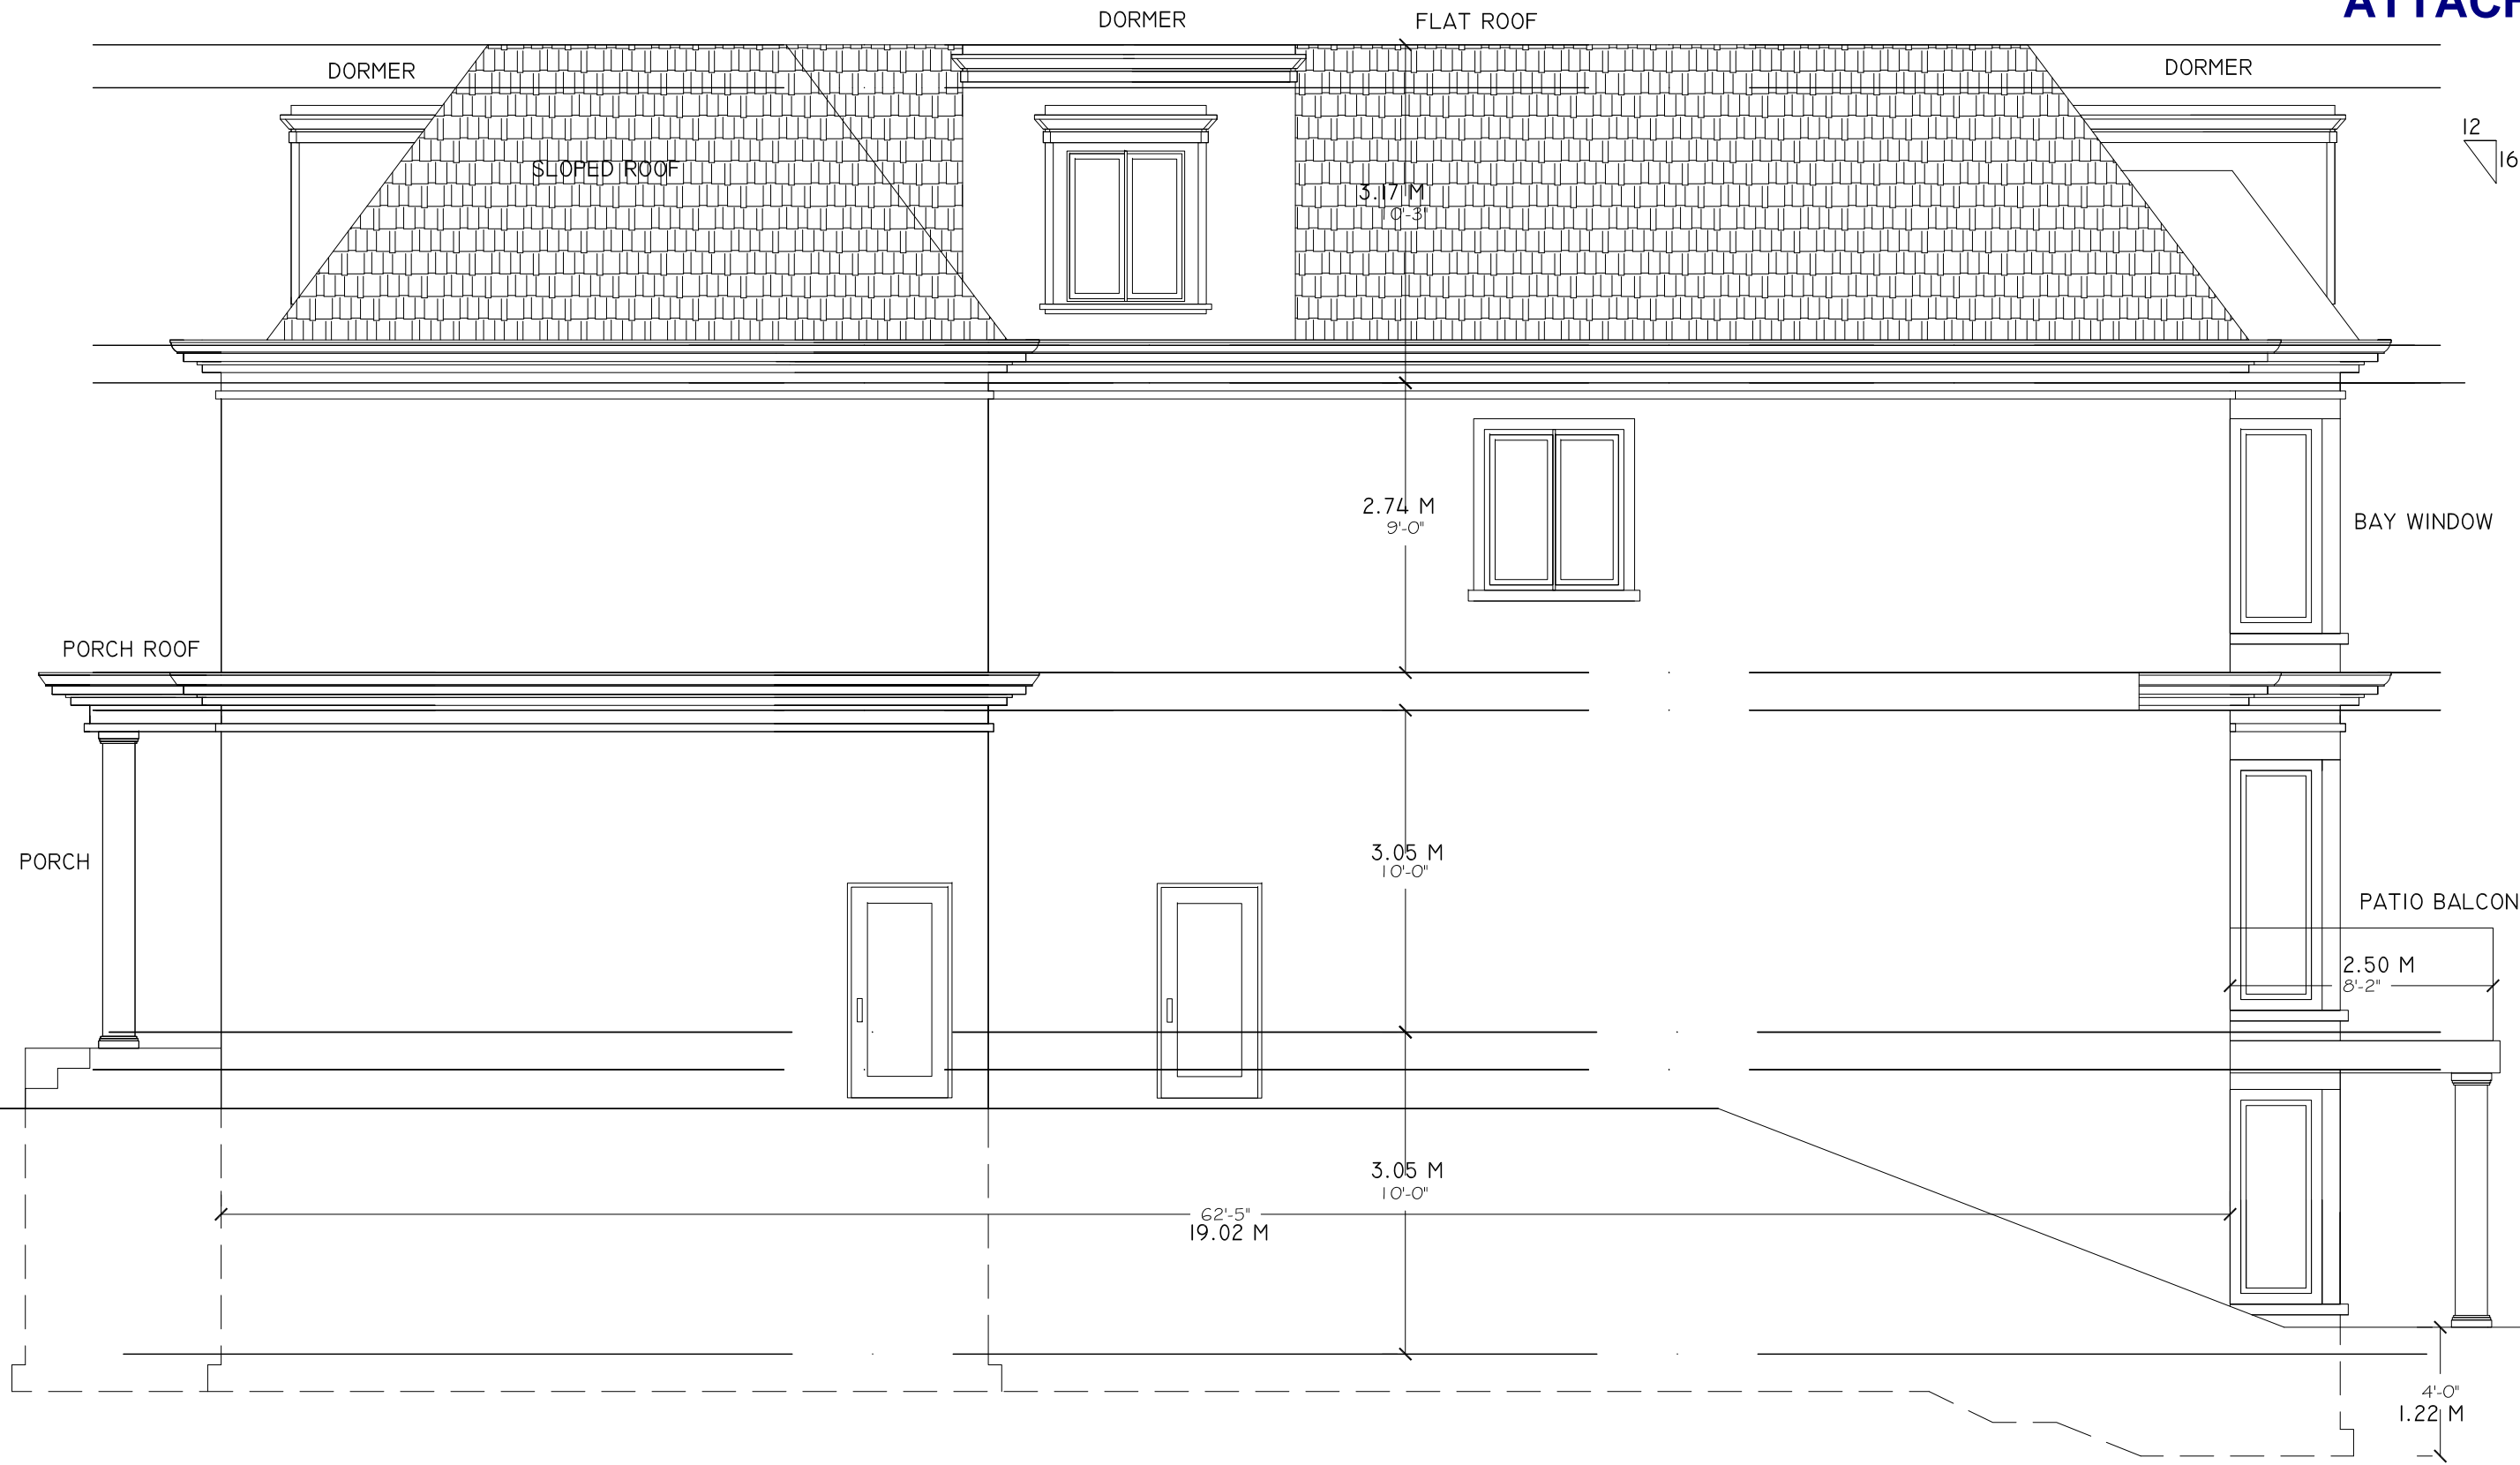 DORMER
FLAT ROOF
DORMER
DORMER
12
16
SLOPED ROOF
3.17 M
10'-3"
2.74 M
9'-0"
BAY WINDOW
PORCH ROOF
3.05 M
10'-0"
PORCH
PATIO BALCON
2.50 M
8'-2"
3.05 M
10'-0"
62'-5"
19.02 M
4'-0"
1.22 M